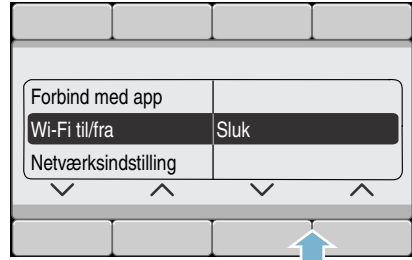 Forbind med app
Wi-Fi til/fra Sluk
Netværksindstilling